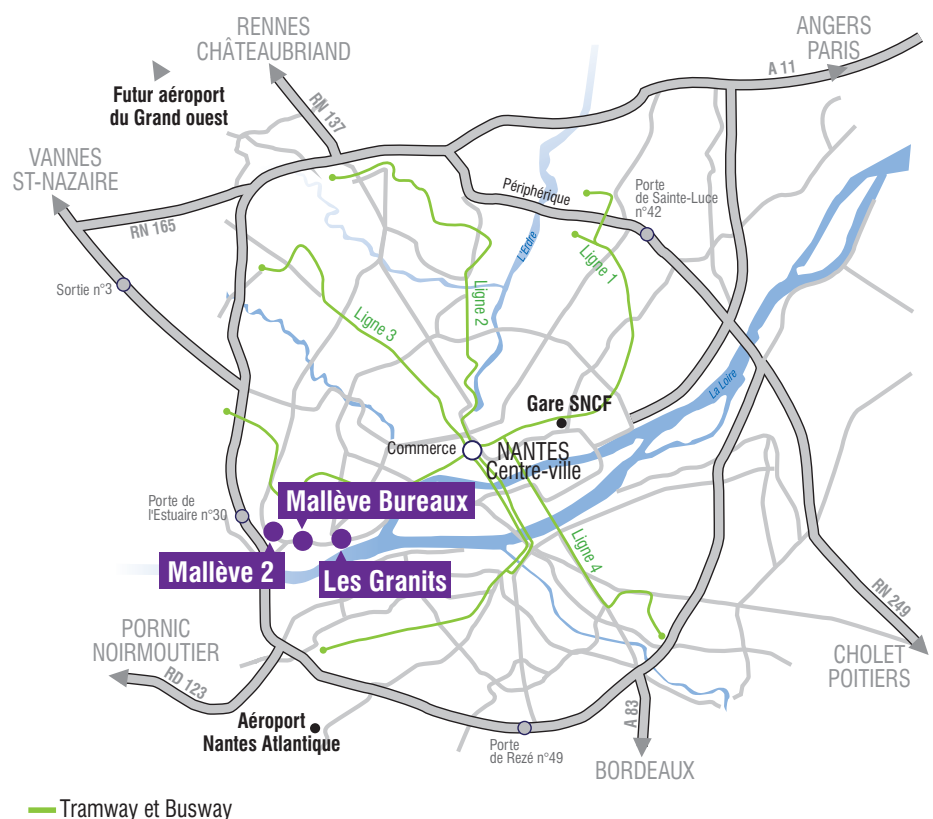 RENNES
CHÂTEAUBRIAND
ANGERS
PARIS
A 11
Futur aéroport
du Grand ouest
RN 137
VANNES
ST-NAZAIRE
Périphérique
Porte
de Sainte-Luce
n°42
RN 165
L'Erdre
Ligne 1
Sortie n°3
Ligne 2
Ligne 3
La Loire
Gare SNCF
Commerce
NANTES
Centre-ville
Porte de
l'Estuaire n°30
Mallève Bureaux
Mallève 2
Les Granits
Ligne 4
RN 249
PORNIC
NOIRMOUTIER
RD 123
CHOLET
POITIERS
Aéroport
Nantes Atlantique
A 83
Porte
de Rezé n°49
BORDEAUX
Tramway et Busway